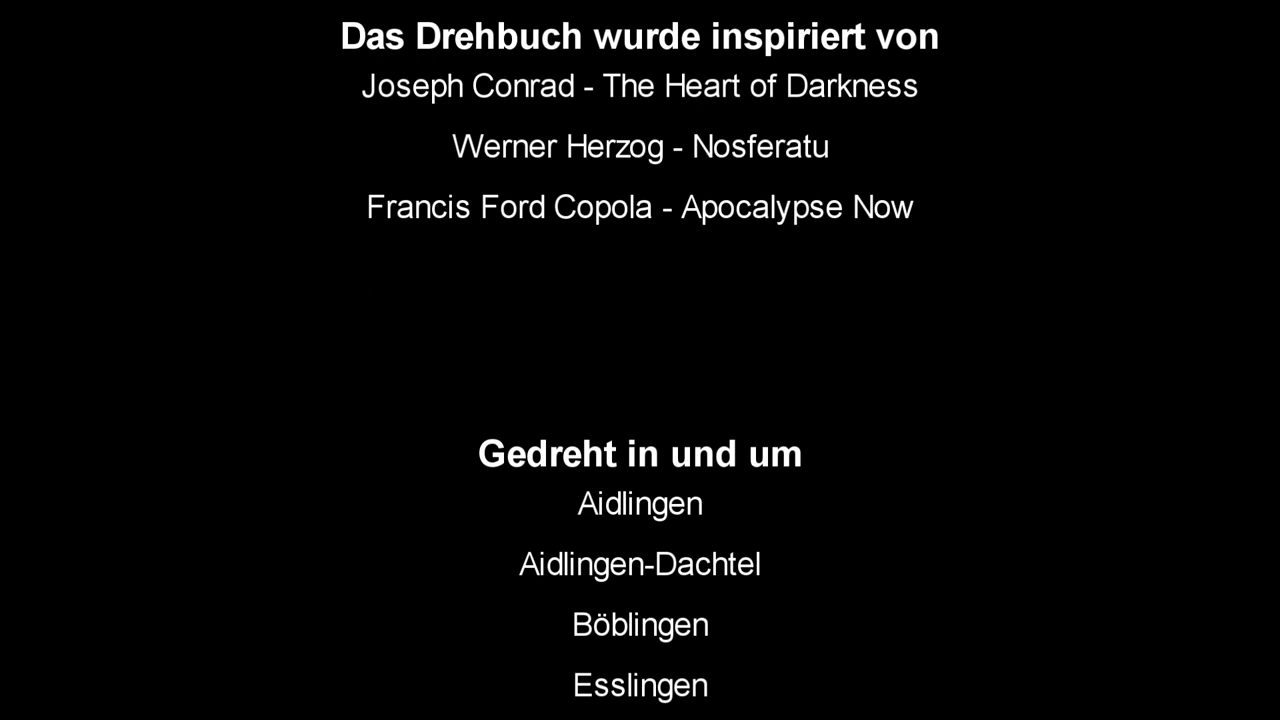 Das Drehbuch wurde inspiriert von
Joseph Conrad - The Heart of Darkness
Werner Herzog - Nosferatu
Francis Ford Copola - Apocalypse Now
Gedreht in und um
Aidlingen
Aidlingen-Dachtel
Böblingen
Esslingen